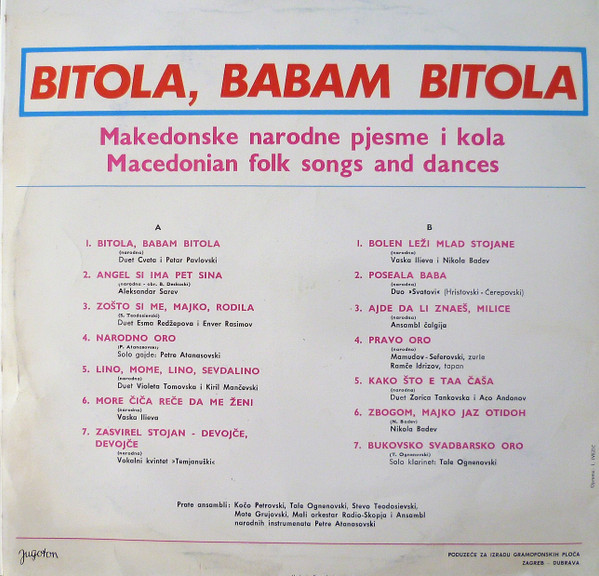 BITOLA, BABAM BITOLA
Makedonske narodne pjesme i kola
Macedonian folk songs and dances
A
1. BITOLA, BABAM BITOLA
(narodna)
Duet Cveta i Petar Pavlovski
2. ANGEL SI IMA PET SINA
Aleksandar Sarev
3. ZOŠTO SI ME, MAJKO, RODILA
(S. Teodosievski)
Duet Esma Redžepova i Enver Rasimov
4. NARODNO ORO
(P. Atanasovski)
Solo gajde: Petre Atanasovski
5. LINO, MOME, LINO, SEVDALINO
(narodna)
Duet Violeta Tomovska i Kiril Mančevski
6. MORE ČIČA REČE DA ME ŽENI
(narodna)
Vaska Ilieva
7. ZASVIREL STOJAN - DEVOJČE,
DEVOJČE
(narodna)
Vokalni kvintet »Temjanuški«
B
1. BOLEN LEŽI MLAD STOJANE
(narodna)
Vaska Ilieva i Nikola Badev
2. POSEALA BABA
(narodna)
Duo »Svatovi« (Hristovski - Čerepovski)
3. AJDE DA LI ZNAEŠ, MILICE
(narodna)
Ansambl čalgija
4. PRAVO ORO
(narodna)
Mamudov - Seferovski, zurle
Ramče Idrizov, tapan
5. KAKO ŠTO E TAA ČAŠA
(narodna)
Duet Zorica Tankovska i Aco Andonov
6. ZBOGOM, MAJKO JAZ OTIDOH
(N. Badev)
Nikola Badev
7. BUKOVSKO SVADBARSKO ORO
(T. Ognenovski)
Solo klarinet: Tale Ognenovski
Prate ansambli: Koča Petrovski, Tale Ognenovski, Stevo Teodosievski,
Mate Grujovski, Mali orkestar Radio-Skopja i Ansambl
narodnih instrumenata Petre Atanasovski
Jugoton
PODUZEĆE ZA IZRADU GRAMOFONSKIH PLOČA
ZAGREB - DUBRAVA